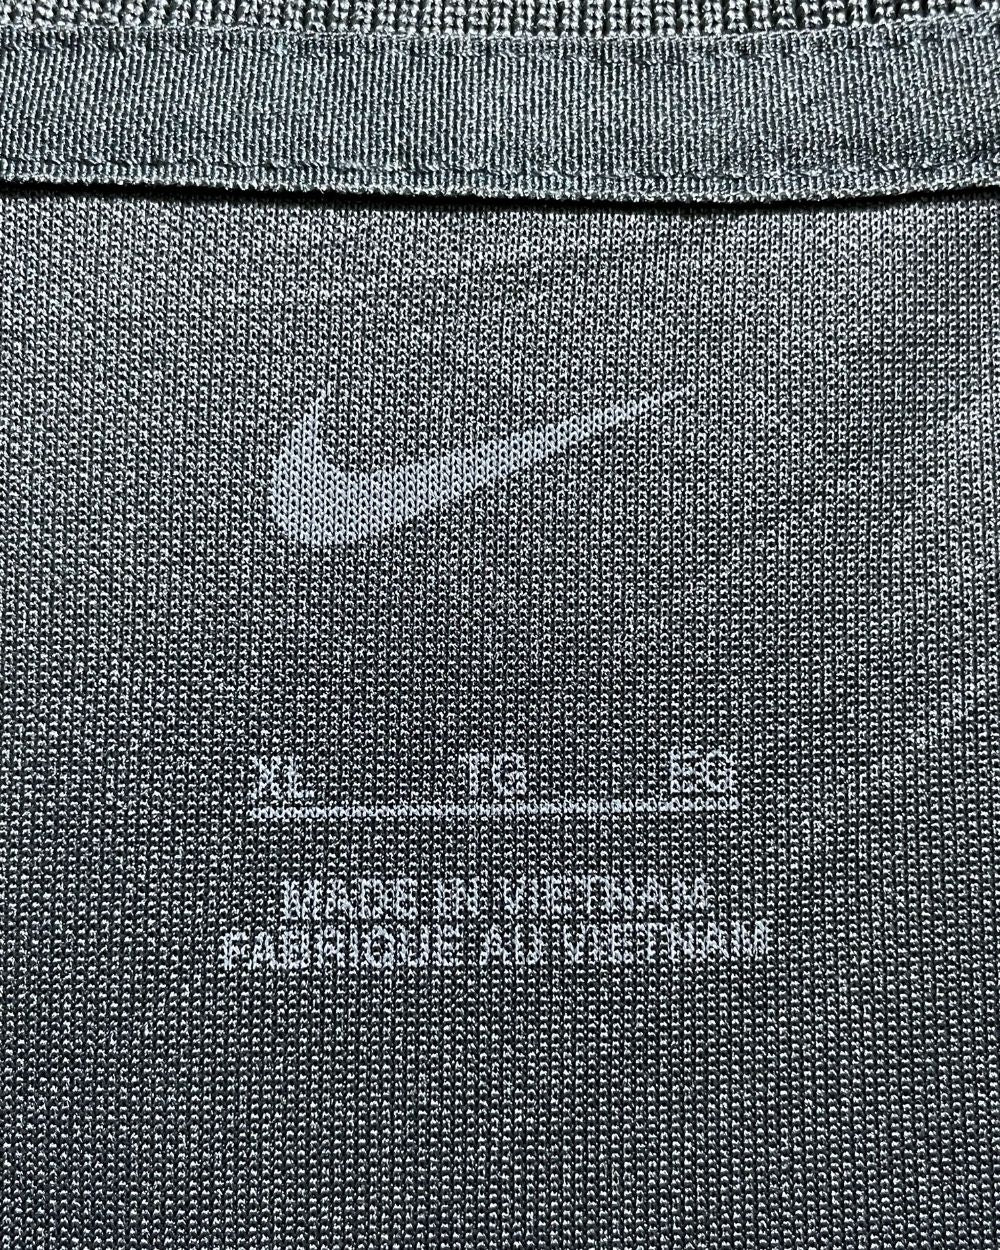 XL TG EG
MADE IN VIETNAM
FABRIQUE AU VIETNAM